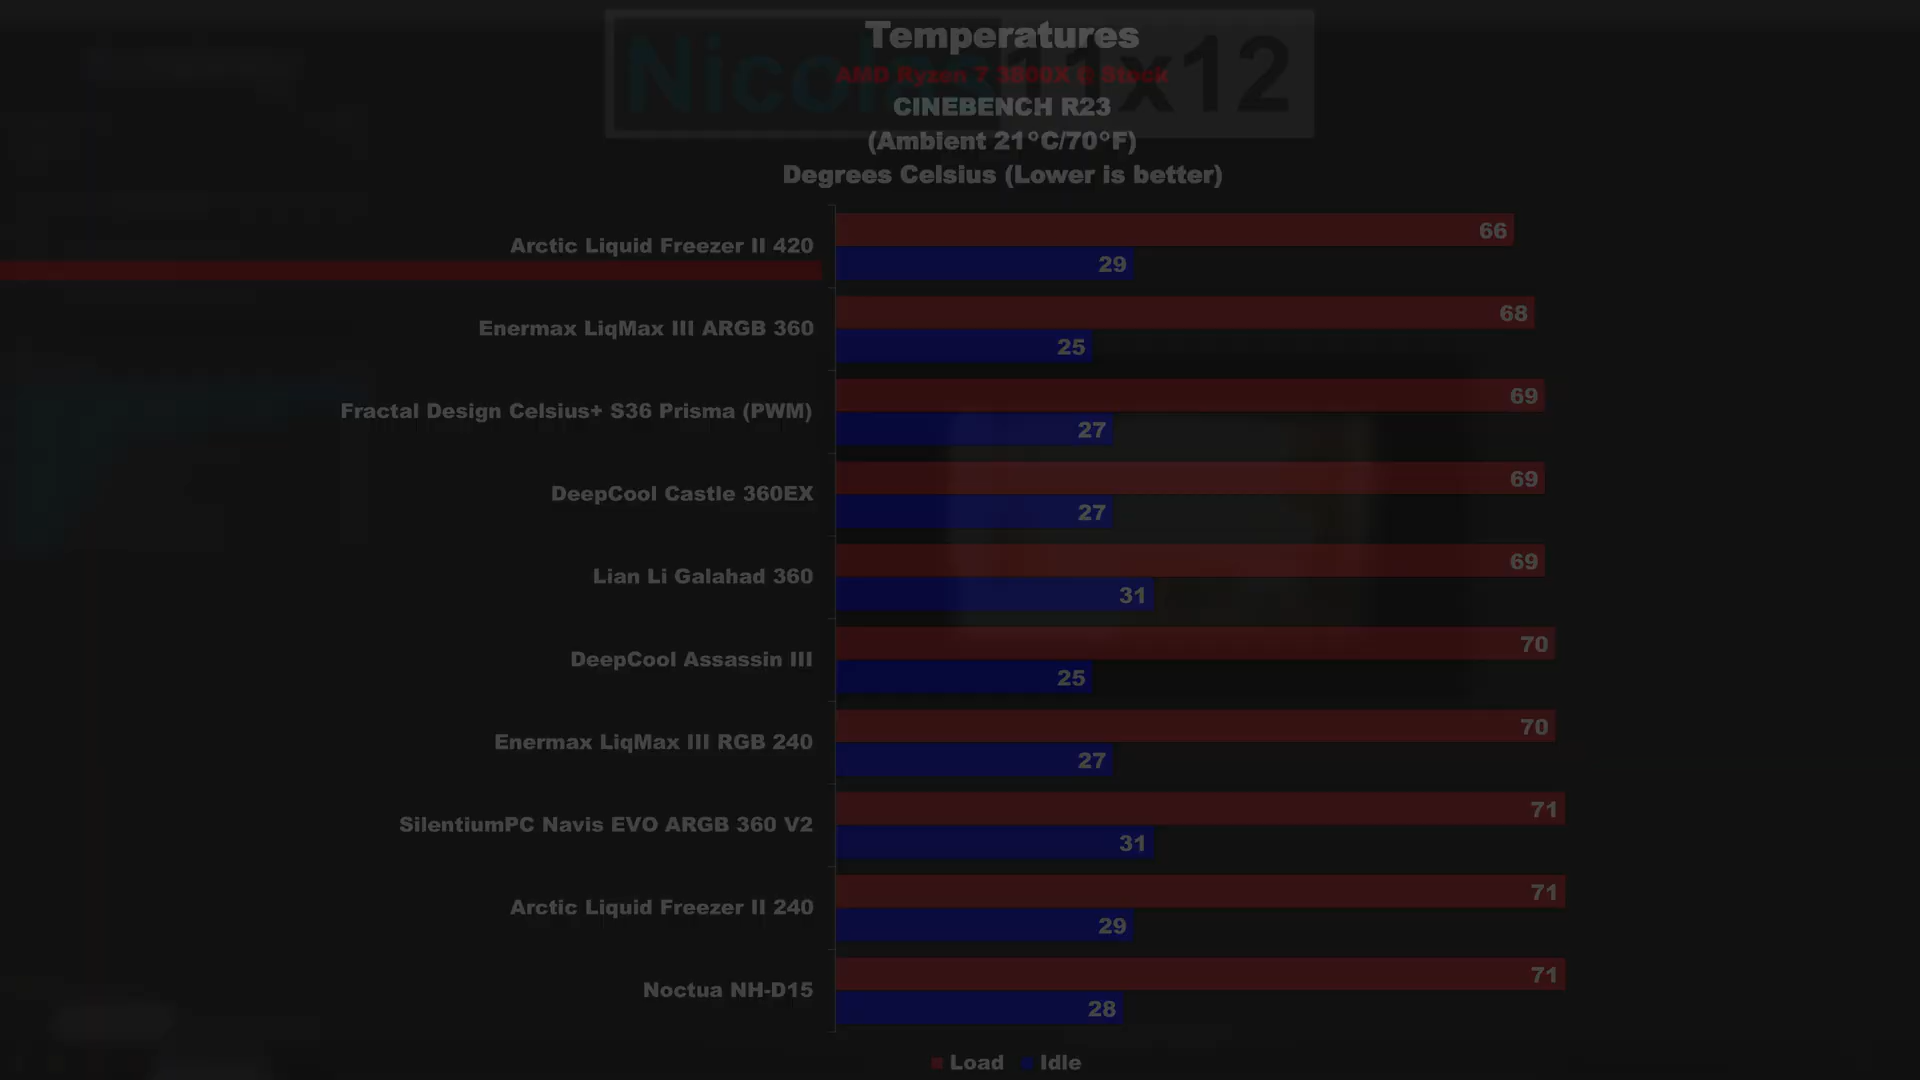 Temperatures
AMD Ryzen 7 3800X @ Stock
CINEBENCH R23
(Ambient 21°C/70°F)
Degrees Celsius (Lower is better)
Arctic Liquid Freezer II 420
66
29
Enermax LiqMax III ARGB 360
68
25
Fractal Design Celsius+ S36 Prisma (PWM)
69
27
DeepCool Castle 360EX
69
27
Lian Li Galahad 360
69
31
DeepCool Assassin III
70
25
Enermax LiqMax III RGB 240
70
27
SilentiumPC Navis EVO ARGB 360 V2
71
31
Arctic Liquid Freezer II 240
71
29
Noctua NH-D15
71
28
Load Idle